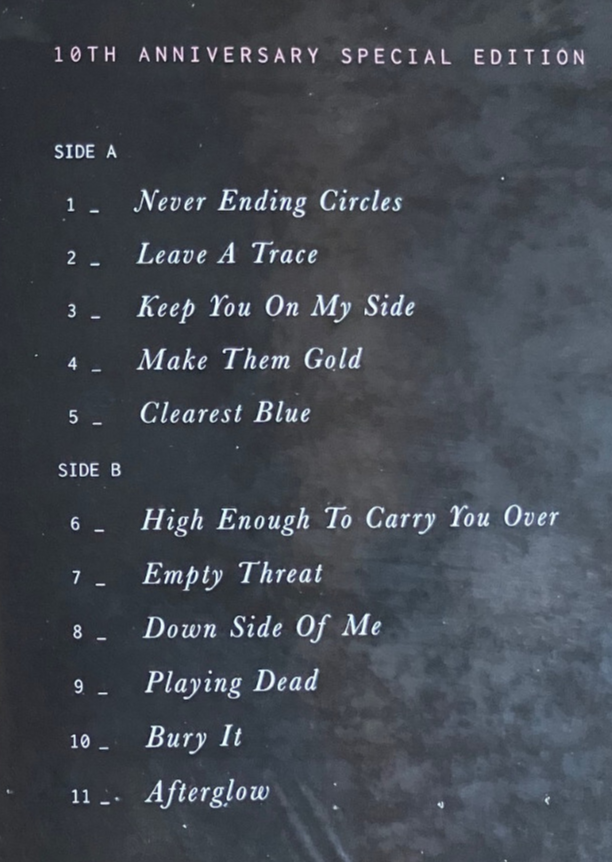 10TH ANNIVERSARY SPECIAL EDITION
SIDE A
1 _ Never Ending Circles
2 _ Leave A Trace
3 _ Keep You On My Side
4 _ Make Them Gold
5 _ Clearest Blue
SIDE B
6 _ High Enough To Carry You Over
7 _ Empty Threat
8 _ Down Side Of Me
9 _ Playing Dead
10 _ Bury It
11 _ Afterglow